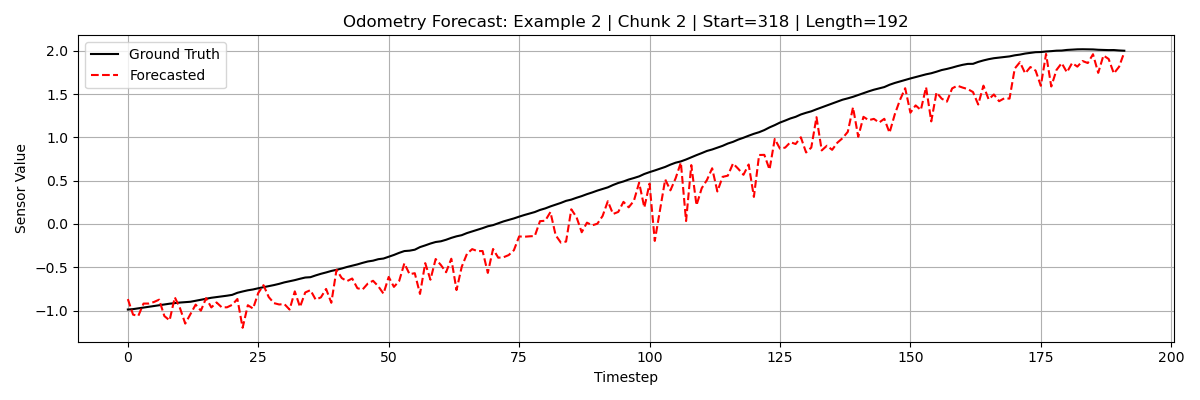 Odometry Forecast: Example 2 | Chunk 2 | Start=318 | Length=192
Ground Truth
Forecasted
Sensor Value
2.0
1.5
1.0
0.5
0.0
−0.5
−1.0
0 25 50 75 100 125 150 175 200
Timestep